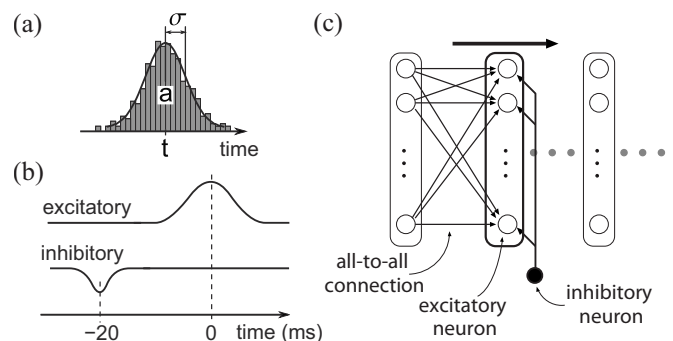 (a)
σ
a
t
time
(b)
excitatory
inhibitory
−20
0
time (ms)
(c)
all-to-all
connection
excitatory
neuron
inhibitory
neuron